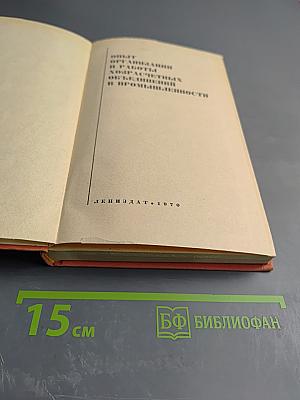 ОПЫТ
ОРГАНИЗАЦИИ
И РАБОТЫ
ХОЗРАСЧЕТНЫХ
ОБЪЕДИНЕНИЙ
В ПРОМЫШЛЕННОСТИ
ЛЕНИЗДАТ • 1970
15 см
БФ БИБЛИОФАН